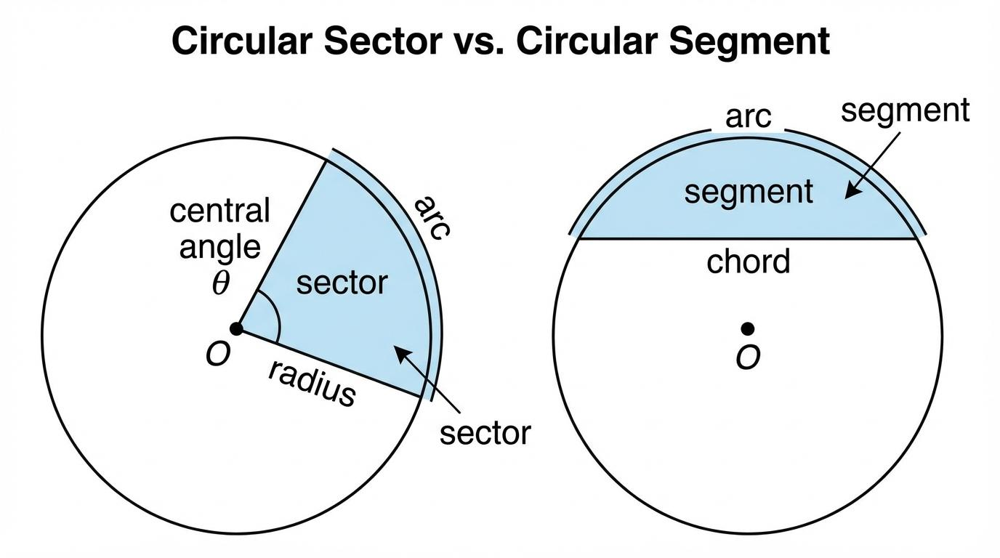 Circular Sector vs. Circular Segment
central
angle
θ
sector
arc
O
radius
sector
arc
segment
segment
chord
O